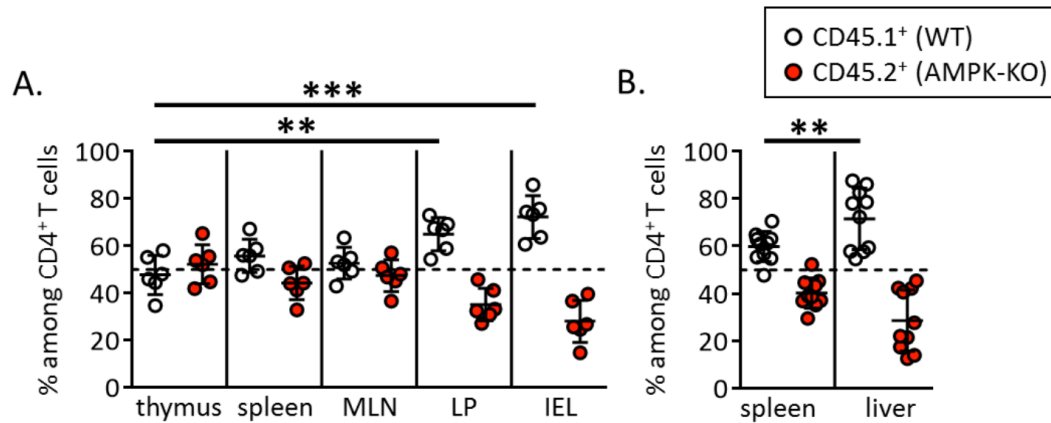 CD45.1⁺ (WT)
CD45.2⁺ (AMPK-KO)
A.
***
**
% among CD4⁺ T cells
100
80
60
40
20
0
thymus spleen MLN LP IEL
B.
**
% among CD4⁺ T cells
100
80
60
40
20
0
spleen liver